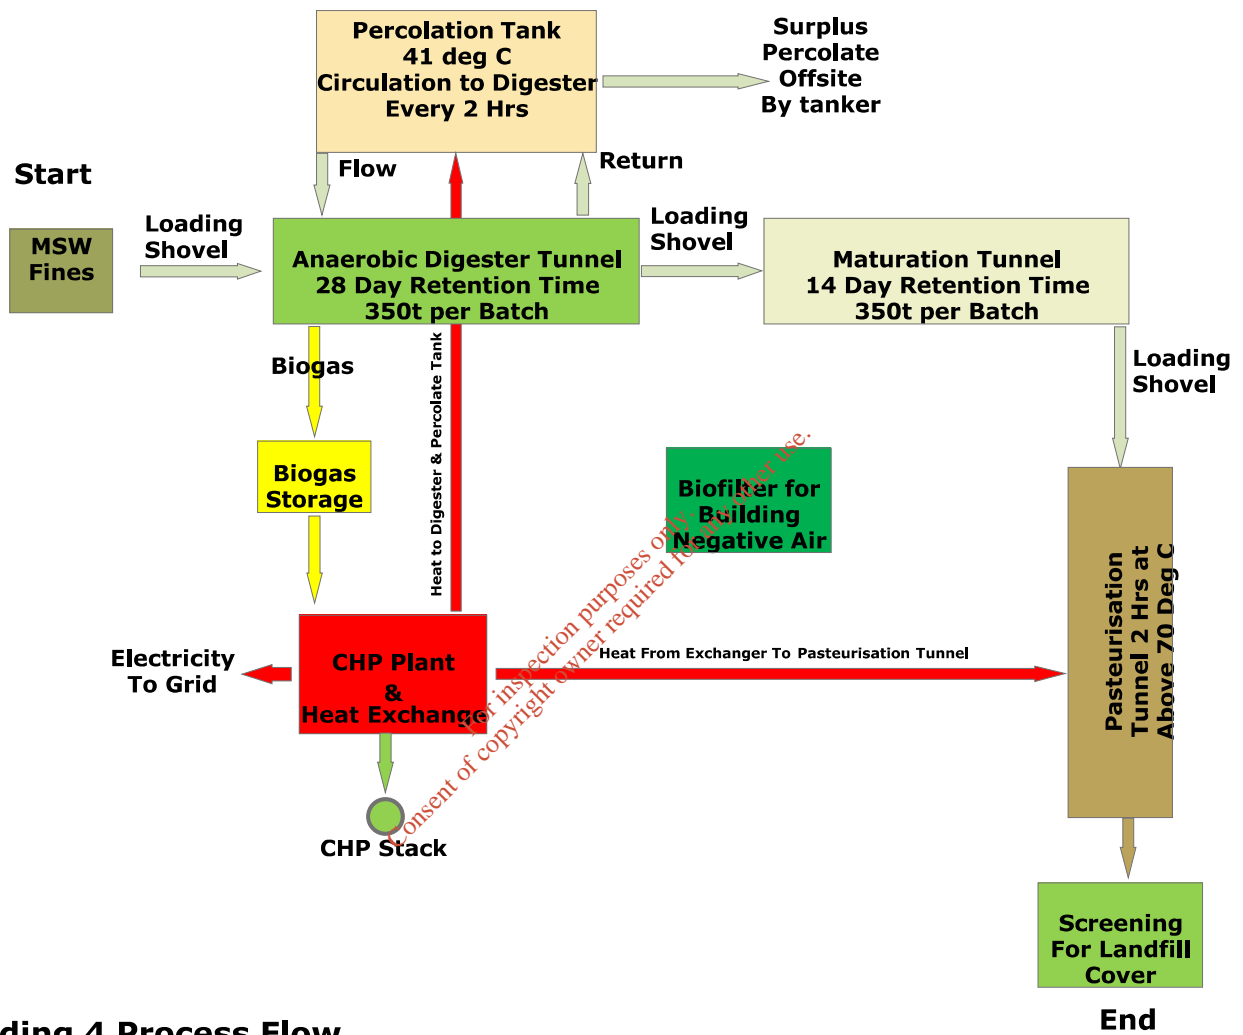 Percolation Tank
41 deg C
Circulation to Digester
Every 2 Hrs
Surplus
Percolate
Offsite
By tanker
Start
Flow
Return
MSW
Fines
Loading
Shovel
Anaerobic Digester Tunnel
28 Day Retention Time
350t per Batch
Loading
Shovel
Maturation Tunnel
14 Day Retention Time
350t per Batch
Biogas
Heat to Digester & Percolate Tank
Loading
Shovel
Biogas
Storage
Biofilter for
Building
Negative Air
Pasteurisation
Tunnel 2 Hrs at
Above 70 Deg C
Electricity
To Grid
CHP Plant
&
Heat Exchange
Heat From Exchanger To Pasteurisation Tunnel
For inspection purposes only.
Consent of copyright owner required for any other use.
CHP Stack
Screening
For Landfill
Cover
End
4 Process Flow